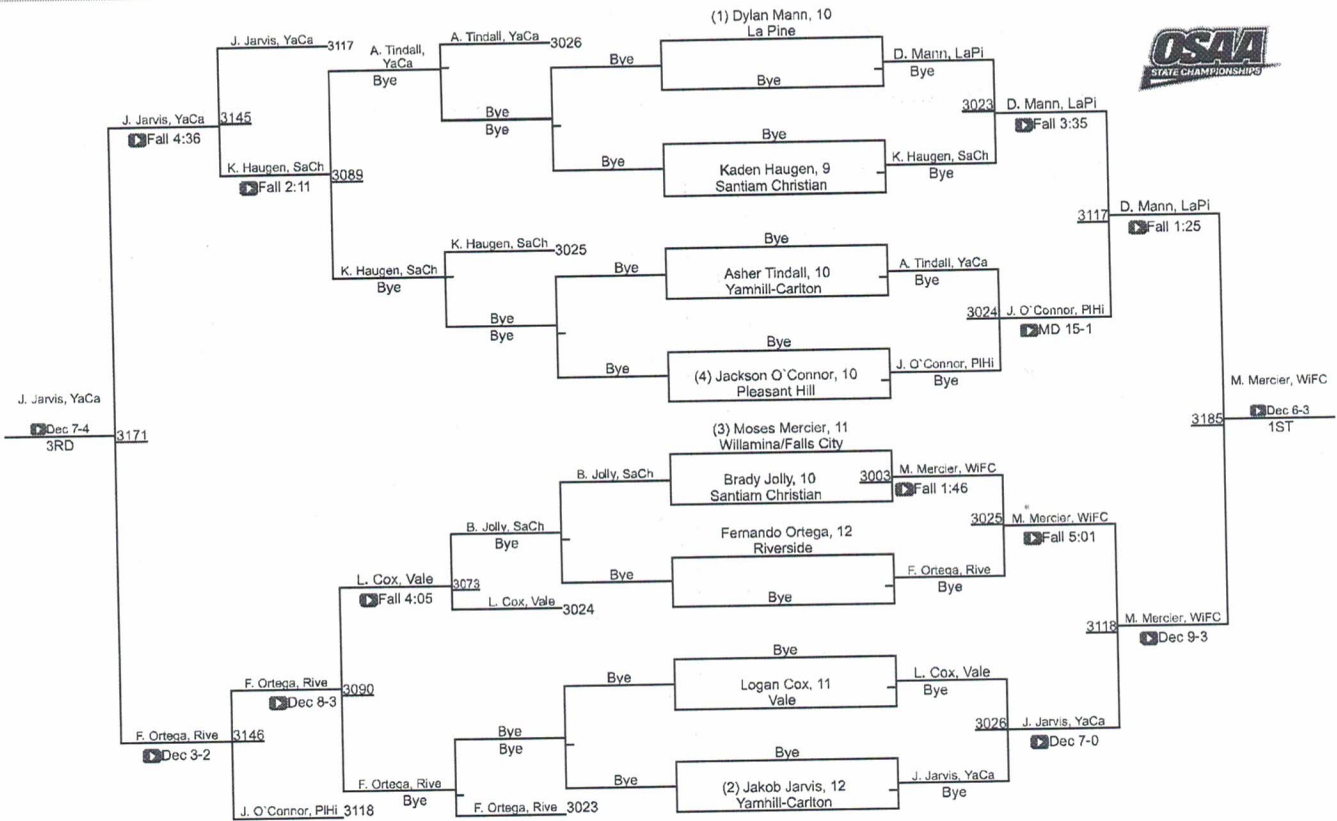 (1) Dylan Mann, 10
La Pine
OSAA
STATE CHAMPIONSHIPS
J. Jarvis, YaCa 3117
A. Tindall,
YaCa
Bye
A. Tindall, YaCa 3026
Bye
Bye
D. Mann, LaPi
Bye
3023
D. Mann, LaPi
Fall 3:35
J. Jarvis, YaCa
Fall 4:36
3145
Bye
Bye
Bye
K. Haugen, SaCh
Fall 2:11
3089
Bye
Kaden Haugen, 9
Santiam Christian
K. Haugen, SaCh
Bye
3117
D. Mann, LaPi
Fall 1:25
K. Haugen, SaCh
Bye
K. Haugen, SaCh 3025
Bye
Bye
Asher Tindall, 10
Yamhill-Carlton
A. Tindall, YaCa
Bye
Bye
Bye
3024
J. O`Connor, PlHi
MD 15-1
Bye
Bye
(4) Jackson O`Connor, 10
Pleasant Hill
J. O`Connor, PlHi
Bye
J. Jarvis, YaCa
Dec 7-4
3RD
3171
3185
M. Mercier, WiFC
Dec 6-3
1ST
(3) Moses Mercier, 11
Willamina/Falls City
B. Jolly, SaCh
Brady Jolly, 10
Santiam Christian
3003
M. Mercier, WiFC
Fall 1:46
B. Jolly, SaCh
Bye
Fernando Ortega, 12
Riverside
3025
M. Mercier, WiFC
Fall 5:01
L. Cox, Vale
Fall 4:05
3073
Bye
Bye
F. Ortega, Rive
Bye
L. Cox, Vale 3024
3118
M. Mercier, WiFC
Dec 9-3
F. Ortega, Rive
Dec 8-3
3090
Bye
Bye
Logan Cox, 11
Vale
L. Cox, Vale
Bye
F. Ortega, Rive
Dec 3-2
3146
Bye
Bye
3026
J. Jarvis, YaCa
Dec 7-0
F. Ortega, Rive
Bye
Bye
Bye
(2) Jakob Jarvis, 12
Yamhill-Carlton
J. Jarvis, YaCa
Bye
J. O`Connor, PlHi 3118
F. Ortega, Rive 3023